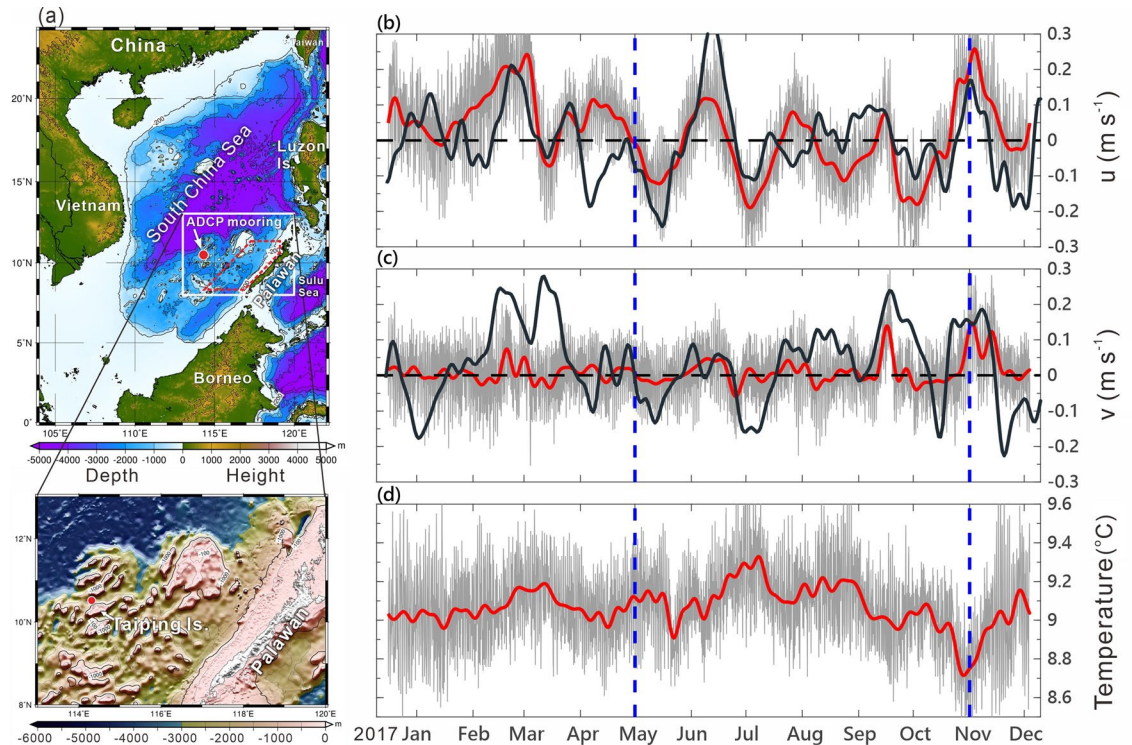 (a)
China
Taiwan
200
20°N
South China Sea
Luzon
Is.
15°N
Vietnam
ADCP mooring
10°N
200
Palawan
Sulu
Sea
5°N
Borneo
0°
105°E
110°E
115°E
120°E
m
-5000 -4000 -3000 -2000 -1000 0 1000 2000 3000 4000 5000
Depth
Height
12°N
-100
1000
10°N
Taiping Is.
Palawan
1000
8°N
114°E
116°E
118°E
120°E
m
-6000 -5000 -4000 -3000 -2000 -1000 0
(b)
0.3
0.2
0.1
0
-0.1
-0.2
-0.3
u (m s⁻¹)
(c)
0.3
0.2
0.1
0
-0.1
-0.2
-0.3
v (m s⁻¹)
(d)
9.6
9.4
9.2
9
8.8
8.6
Temperature(°C)
2017 Jan Feb Mar Apr May Jun Jul Aug Sep Oct Nov Dec